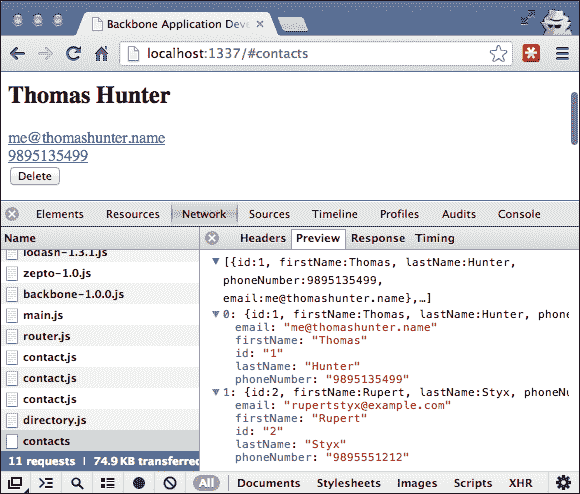 Backbone Application Deve
localhost:1337/#contacts
Thomas Hunter
me@thomashunter.name
9895135499
Delete
Elements Resources Network Sources Timeline Profiles Audits Console
Name
Headers Preview Response Timing
lodash-1.3.1.js
zepto-1.0.js
backbone-1.0.0.js
main.js
router.js
contact.js
contact.js
contact.js
directory.js
contacts
[{id:1, firstName:Thomas, lastName:Hunter,
phoneNumber:9895135499,
email:me@thomashunter.name},…]
0: {id:1, firstName:Thomas, lastName:Hunter, phon
email: "me@thomashunter.name"
firstName: "Thomas"
id: "1"
lastName: "Hunter"
phoneNumber: "9895135499"
1: {id:2, firstName:Rupert, lastName:Styx, phoneN
email: "rupertstyx@example.com"
firstName: "Rupert"
id: "2"
lastName: "Styx"
phoneNumber: "9895551212"
11 requests | 74.9 KB transferred
All Documents Stylesheets Images Scripts XHR